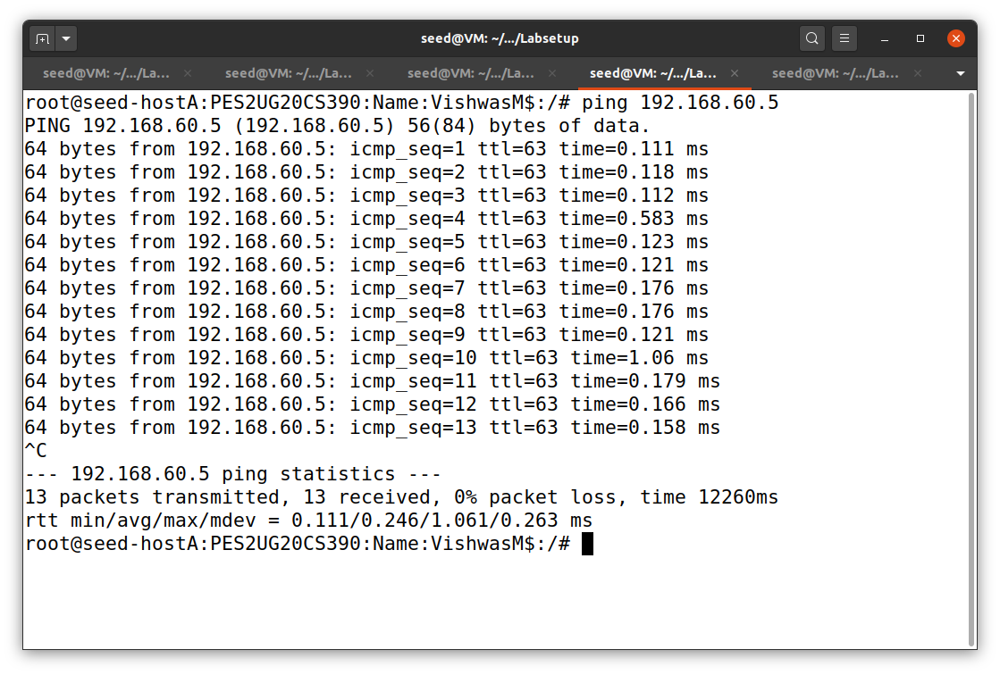 seed@VM: ~/.../Labsetup
seed@VM: ~/.../La... seed@VM: ~/.../La... seed@VM: ~/.../La... seed@VM: ~/.../La... seed@VM: ~/.../La...
root@seed-hostA:PES2UG20CS390:Name:VishwasM$:/# ping 192.168.60.5
PING 192.168.60.5 (192.168.60.5) 56(84) bytes of data.
64 bytes from 192.168.60.5: icmp_seq=1 ttl=63 time=0.111 ms
64 bytes from 192.168.60.5: icmp_seq=2 ttl=63 time=0.118 ms
64 bytes from 192.168.60.5: icmp_seq=3 ttl=63 time=0.112 ms
64 bytes from 192.168.60.5: icmp_seq=4 ttl=63 time=0.583 ms
64 bytes from 192.168.60.5: icmp_seq=5 ttl=63 time=0.123 ms
64 bytes from 192.168.60.5: icmp_seq=6 ttl=63 time=0.121 ms
64 bytes from 192.168.60.5: icmp_seq=7 ttl=63 time=0.176 ms
64 bytes from 192.168.60.5: icmp_seq=8 ttl=63 time=0.176 ms
64 bytes from 192.168.60.5: icmp_seq=9 ttl=63 time=0.121 ms
64 bytes from 192.168.60.5: icmp_seq=10 ttl=63 time=1.06 ms
64 bytes from 192.168.60.5: icmp_seq=11 ttl=63 time=0.179 ms
64 bytes from 192.168.60.5: icmp_seq=12 ttl=63 time=0.166 ms
64 bytes from 192.168.60.5: icmp_seq=13 ttl=63 time=0.158 ms
^C
--- 192.168.60.5 ping statistics ---
13 packets transmitted, 13 received, 0% packet loss, time 12260ms
rtt min/avg/max/mdev = 0.111/0.246/1.061/0.263 ms
root@seed-hostA:PES2UG20CS390:Name:VishwasM$:/#